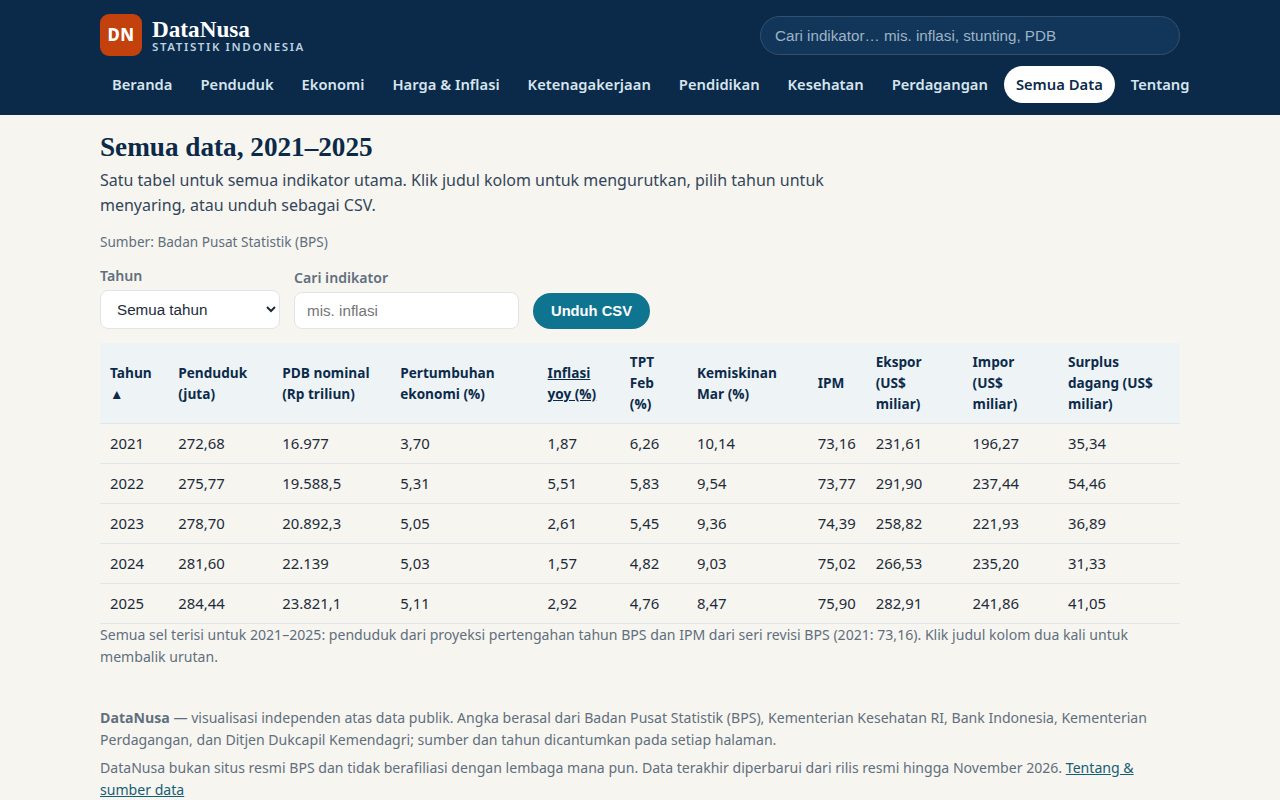 DN
DataNusa
STATISTIK INDONESIA
Cari indikator… mis. inflasi, stunting, PDB
Beranda Penduduk Ekonomi Harga & Inflasi Ketenagakerjaan Pendidikan Kesehatan Perdagangan Semua Data Tentang
Semua data, 2021–2025
Satu tabel untuk semua indikator utama. Klik judul kolom untuk mengurutkan, pilih tahun untuk
menyaring, atau unduh sebagai CSV.
Sumber: Badan Pusat Statistik (BPS)
Tahun
Semua tahun
Cari indikator
mis. inflasi
Unduh CSV
Tahun ▲ Penduduk (juta) PDB nominal (Rp triliun) Pertumbuhan ekonomi (%) Inflasi yoy (%) TPT Feb (%) Kemiskinan Mar (%) IPM Ekspor (US$ miliar) Impor (US$ miliar) Surplus dagang (US$ miliar)
2021 272,68 16.977 3,70 1,87 6,26 10,14 73,16 231,61 196,27 35,34
2022 275,77 19.588,5 5,31 5,51 5,83 9,54 73,77 291,90 237,44 54,46
2023 278,70 20.892,3 5,05 2,61 5,45 9,36 74,39 258,82 221,93 36,89
2024 281,60 22.139 5,03 1,57 4,82 9,03 75,02 266,53 235,20 31,33
2025 284,44 23.821,1 5,11 2,92 4,76 8,47 75,90 282,91 241,86 41,05
Semua sel terisi untuk 2021–2025: penduduk dari proyeksi pertengahan tahun BPS dan IPM dari seri revisi BPS (2021: 73,16). Klik judul kolom dua kali untuk
membalik urutan.
DataNusa — visualisasi independen atas data publik. Angka berasal dari Badan Pusat Statistik (BPS), Kementerian Kesehatan RI, Bank Indonesia, Kementerian
Perdagangan, dan Ditjen Dukcapil Kemendagri; sumber dan tahun dicantumkan pada setiap halaman.
DataNusa bukan situs resmi BPS dan tidak berafiliasi dengan lembaga mana pun. Data terakhir diperbarui dari rilis resmi hingga November 2026. Tentang &
sumber data